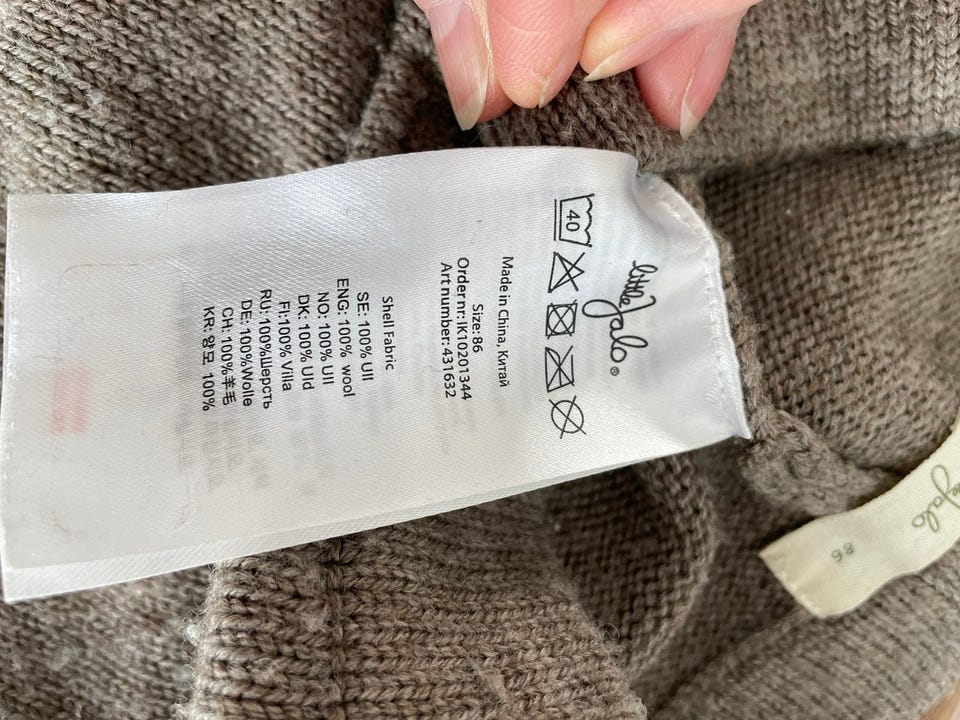 little Jalo®
40
Made in China, Китай
Size: 86
Order nr: IK10201344
Art number: 431632
Shell Fabric
SE: 100% Ull
ENG: 100% wool
NO: 100% Ull
DK: 100% Uld
FI: 100% Villa
RU: 100%Шерсть
DE: 100%Wolle
CH: 100%羊毛
KR: 양모 100%
Jalo
86